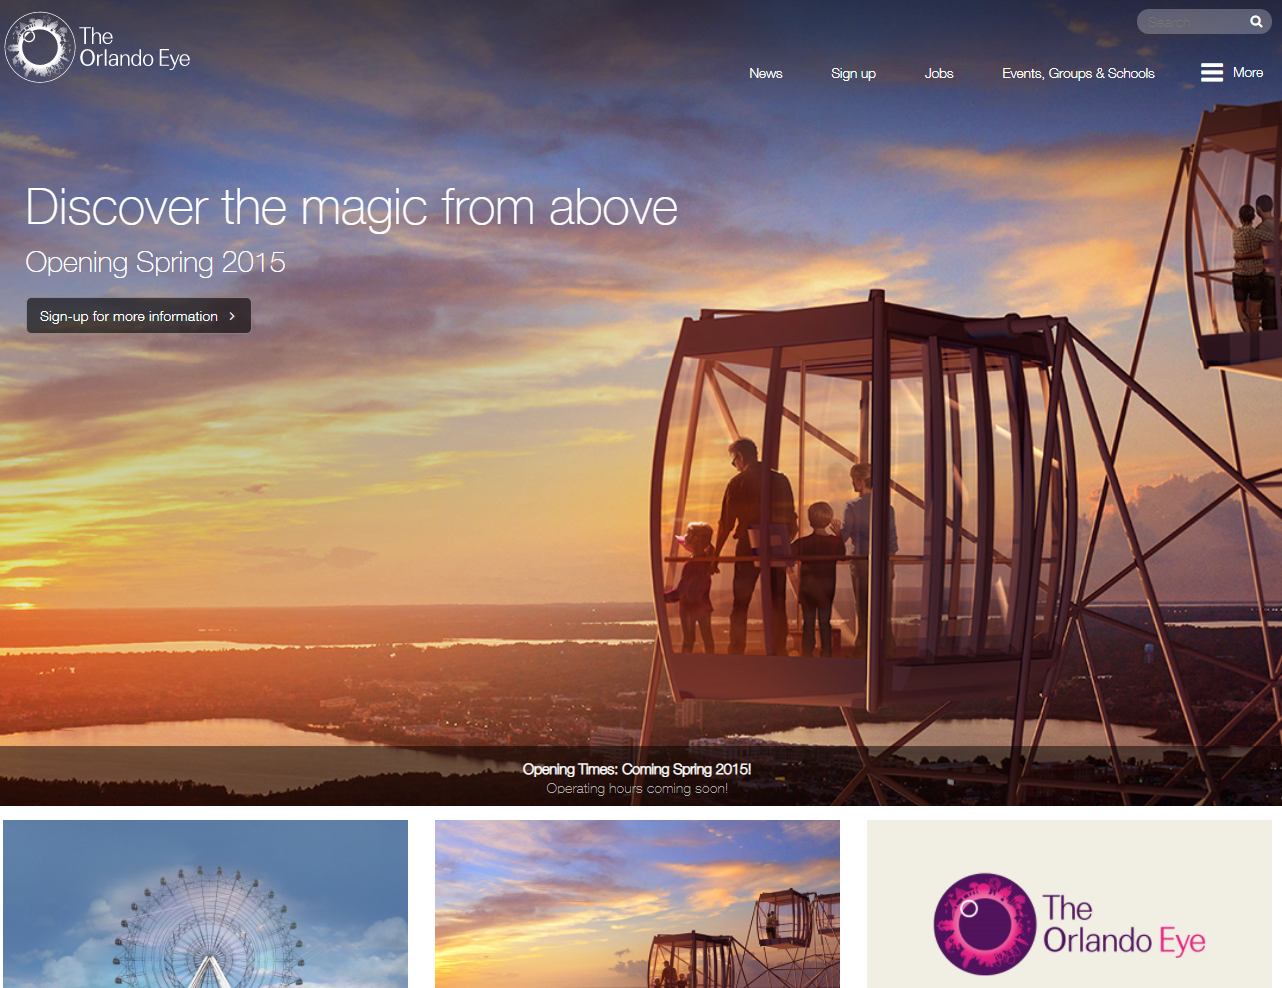 The
Orlando Eye
Search
News
Sign up
Jobs
Events, Groups & Schools
More
Discover the magic from above
Opening Spring 2015
Sign-up for more information
Opening Times: Coming Spring 2015!
Operating hours coming soon!
The
Orlando Eye